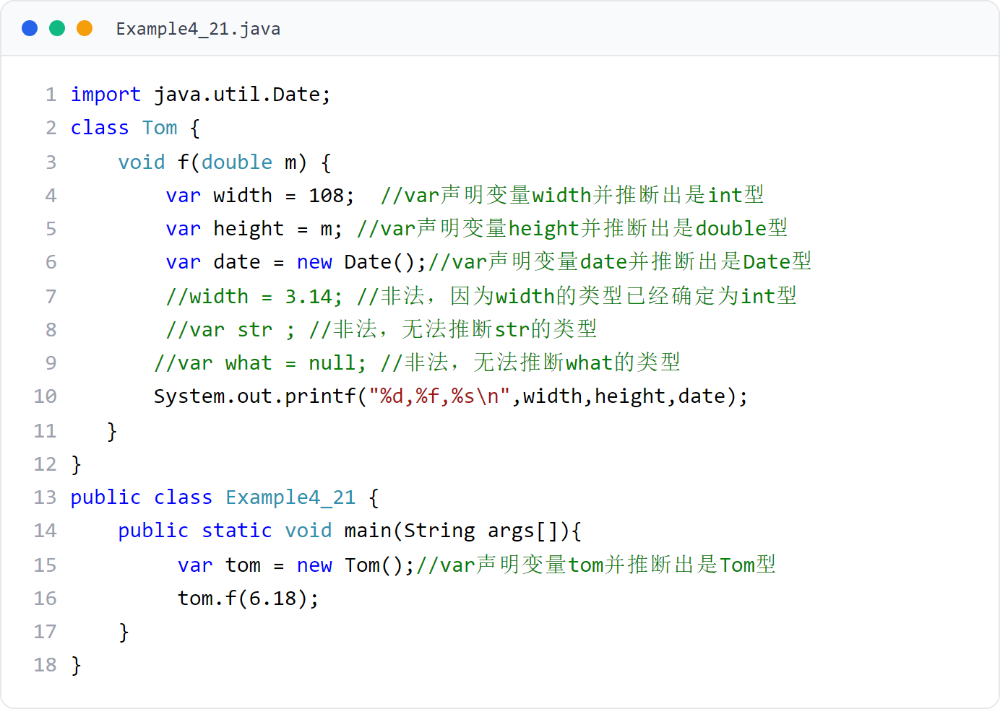 Example4_21.java
1 import java.util.Date;
2 class Tom {
3     void f(double m) {
4         var width = 108;  //var声明变量width并推断出是int型
5         var height = m; //var声明变量height并推断出是double型
6         var date = new Date();//var声明变量date并推断出是Date型
7         //width = 3.14; //非法，因为width的类型已经确定为int型
8         //var str ; //非法，无法推断str的类型
9        //var what = null; //非法，无法推断what的类型
10        System.out.printf("%d,%f,%s\n",width,height,date);
11    }
12 }
13 public class Example4_21 {
14     public static void main(String args[]){
15          var tom = new Tom();//var声明变量tom并推断出是Tom型
16          tom.f(6.18);
17     }
18 }